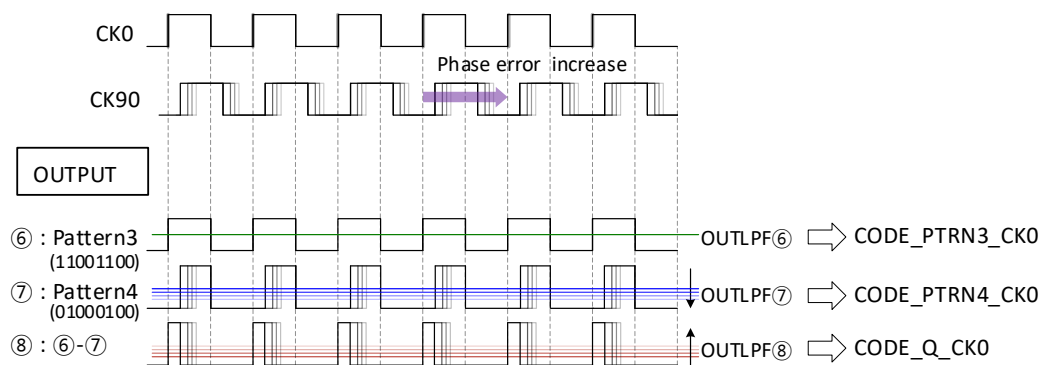 CK0
Phase error increase
CK90
OUTPUT
⑥ : Pattern3 OUTLPF⑥ CODE_PTRN3_CK0
(11001100)
⑦ : Pattern4 OUTLPF⑦ CODE_PTRN4_CK0
(01000100)
⑧ : ⑥-⑦ OUTLPF⑧ CODE_Q_CK0